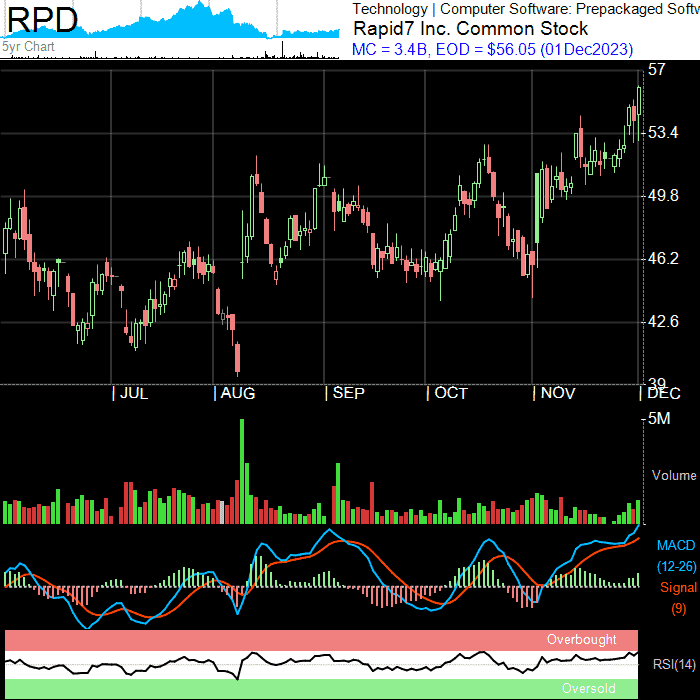 RPD
5yr Chart
Technology | Computer Software: Prepackaged Softw
Rapid7 Inc. Common Stock
MC = 3.4B, EOD = $56.05 (01Dec2023)
57
53.4
49.8
46.2
42.6
39
JUL AUG SEP OCT NOV DEC
5M
Volume
MACD
(12-26)
Signal
(9)
Overbought
RSI(14)
Oversold